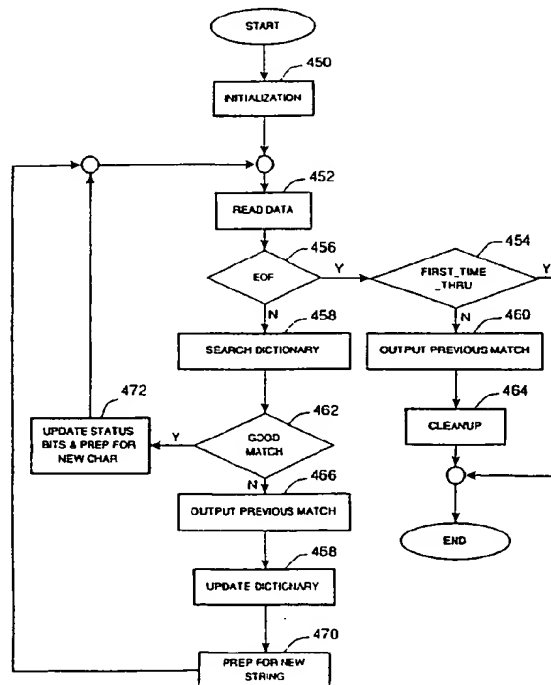 START
450
INITIALIZATION
452
READ DATA
456
454
EOF
Y
FIRST_TIME
_THRU
Y
N
458
N
460
SEARCH DICTIONARY
OUTPUT PREVIOUS MATCH
472
462
464
UPDATE STATUS
BITS & PREP FOR
NEW CHAR
Y
GOOD
MATCH
CLEANUP
N
466
OUTPUT PREVIOUS MATCH
END
468
UPDATE DICTIONARY
470
PREP FOR NEW
STRING